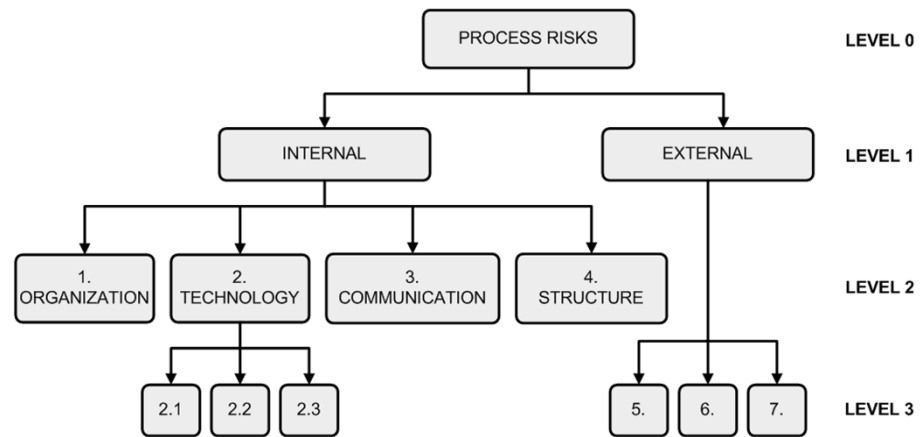 PROCESS RISKS
LEVEL 0
INTERNAL
EXTERNAL
LEVEL 1
1.
ORGANIZATION
2.
TECHNOLOGY
3.
COMMUNICATION
4.
STRUCTURE
LEVEL 2
2.1
2.2
2.3
5.
6.
7.
LEVEL 3